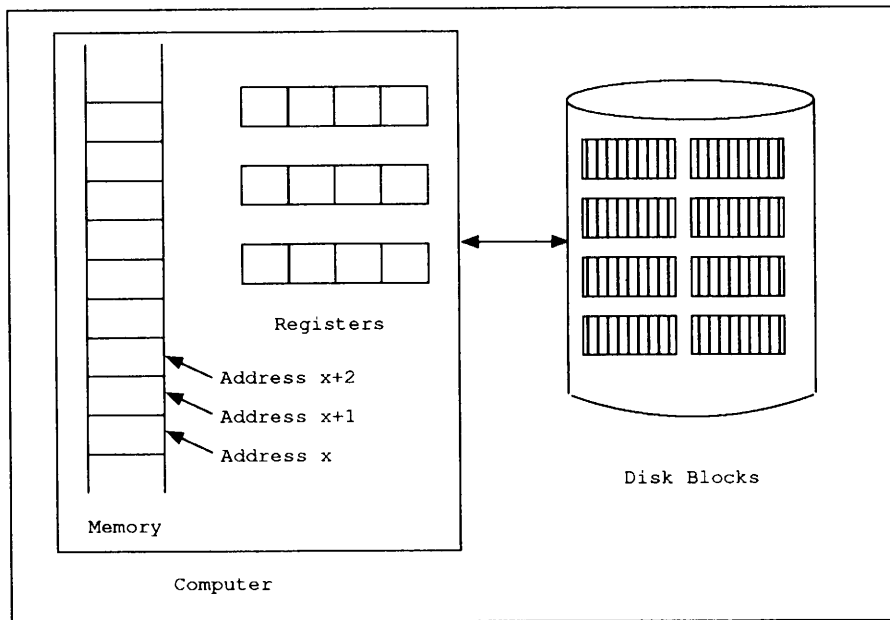 Registers
Address x+2
Address x+1
Address x
Memory
Disk Blocks
Computer